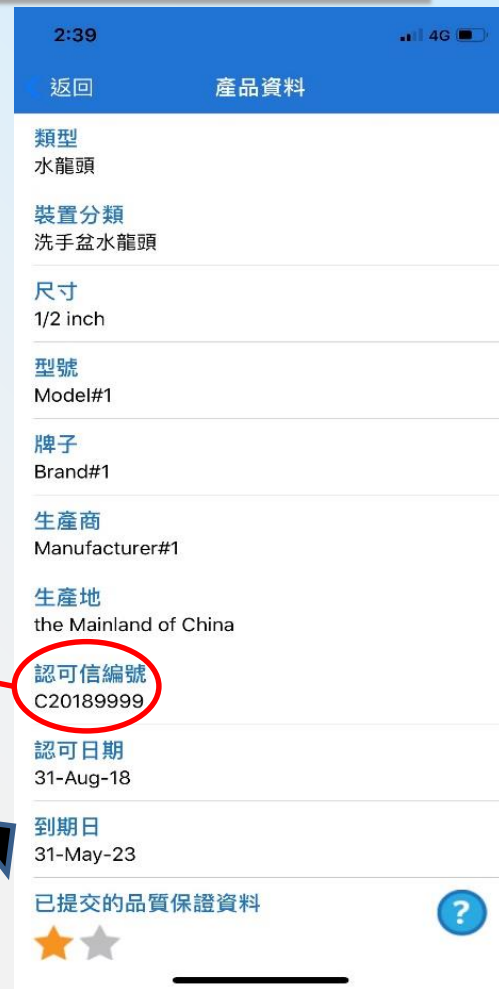 2:39 4G
返回 產品資料
類型
水龍頭
裝置分類
洗手盆水龍頭
尺寸
1/2 inch
型號
Model#1
牌子
Brand#1
生產商
Manufacturer#1
生產地
the Mainland of China
認可信編號
C20189999
認可日期
31-Aug-18
到期日
31-May-23
已提交的品質保證資料
?